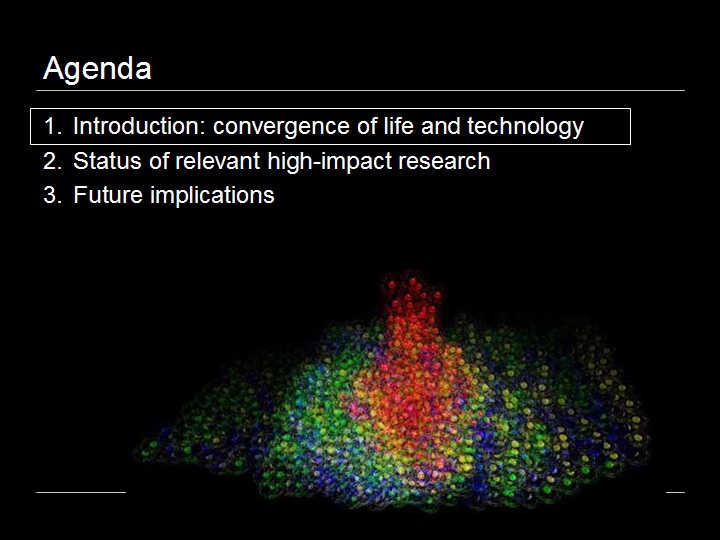 Agenda
1. Introduction: convergence of life and technology
2. Status of relevant high-impact research
3. Future implications